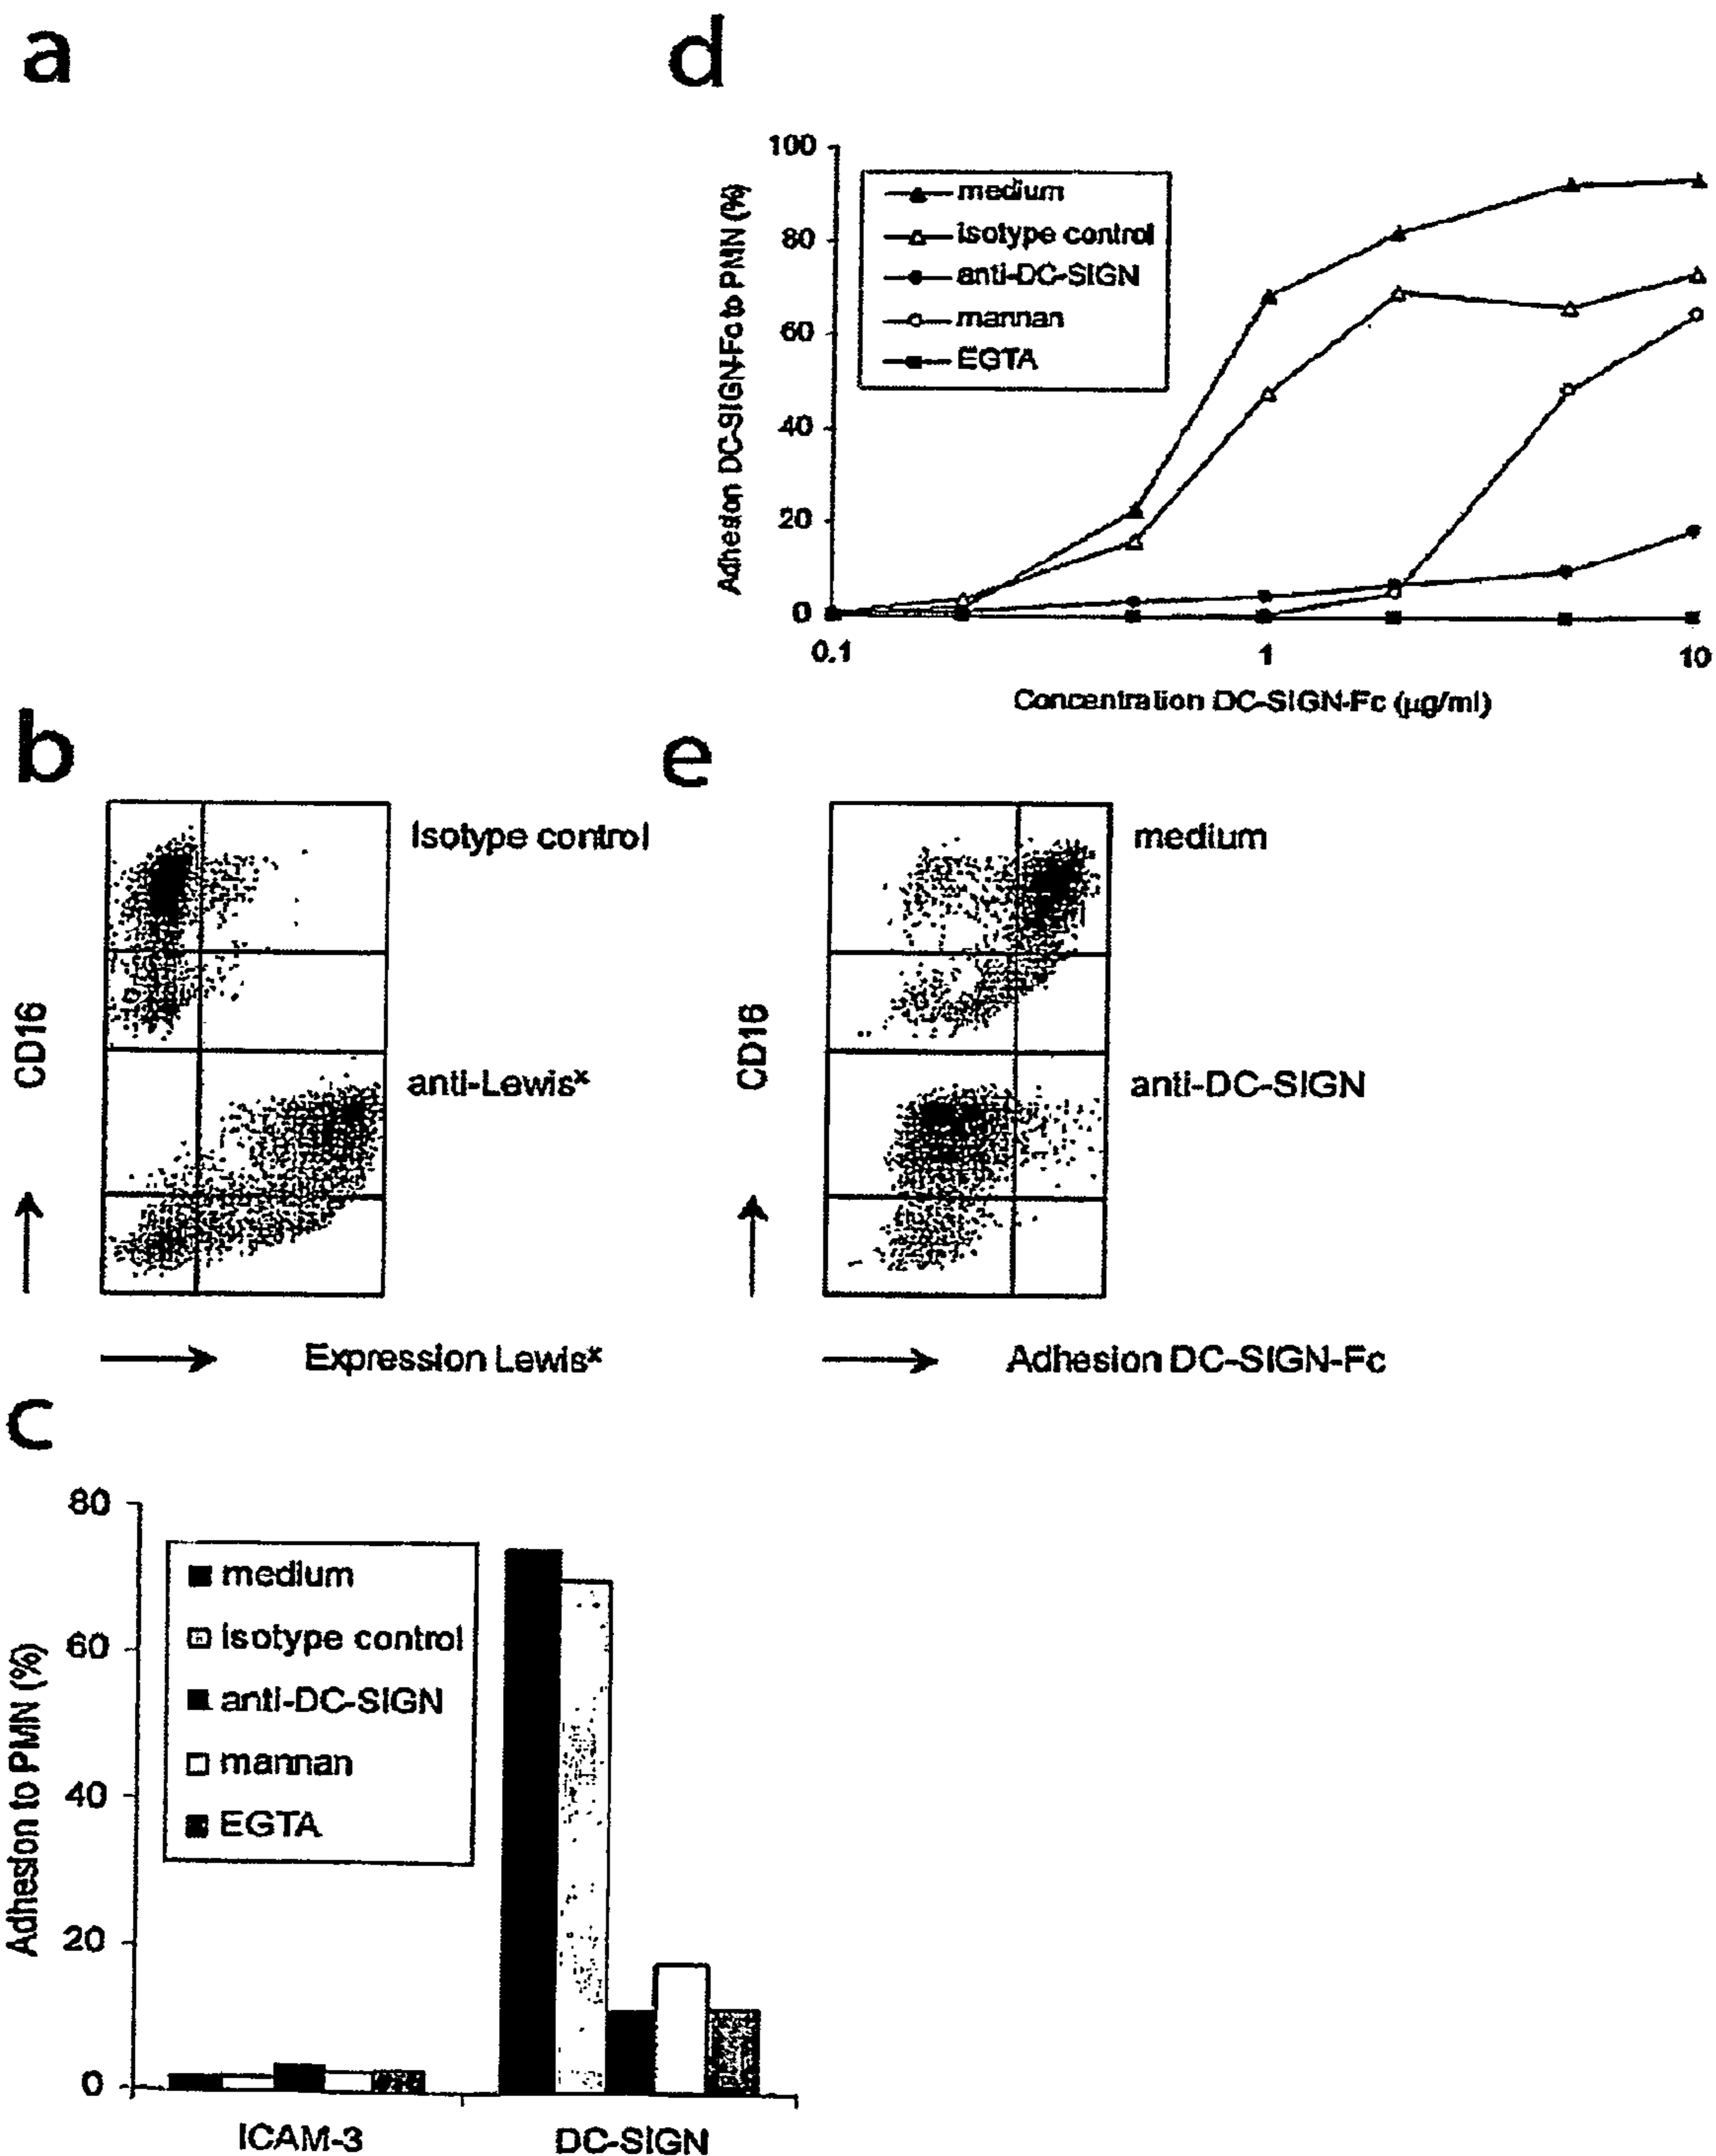 a
d
100
80
60
40
20
0
Adhesion DC-SIGN-Fc to PMN (%)
medium
isotype control
anti-DC-SIGN
mannan
EGTA
0.1
1
10
Concentration DC-SIGN-Fc (µg/ml)
b
CD16
Isotype control
anti-Lewisˣ
Expression Lewisˣ
e
CD16
medium
anti-DC-SIGN
Adhesion DC-SIGN-Fc
c
80
60
40
20
0
Adhesion to PMN (%)
medium
isotype control
anti-DC-SIGN
mannan
EGTA
ICAM-3
DC-SIGN